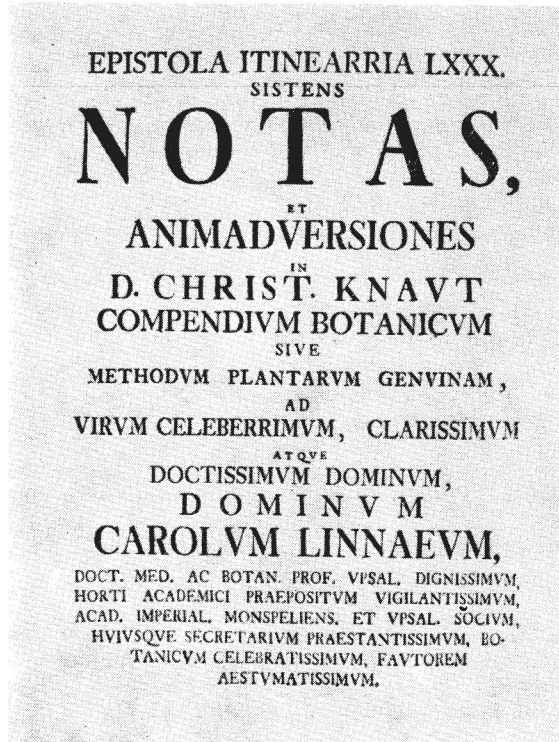 EPISTOLA ITINEARRIA LXXX.
SISTENS
NOTAS,
ET
ANIMADVERSIONES
IN
D. CHRIST. KNAVT
COMPENDIVM BOTANICVM
SIVE
METHODVM PLANTARVM GENVINAM,
AD
VIRVM CELEBERRIMVM, CLARISSIMVM
ATQVE
DOCTISSIMVM DOMINVM,
DOMINVM
CAROLVM LINNAEVM,
DOCT. MED. AC BOTAN. PROF. VPSAL. DIGNISSIMVM,
HORTI ACADEMICI PRAEPOSITVM VIGILANTISSIMVM,
ACAD. IMPERIAL. MONSPELIENS. ET VPSAL. SOCIVM,
HVIVSQVE SECRETARIVM PRAESTANTISSIMVM, BO-
TANICVM CELEBRATISSIMVM, FAVTOREM
AESTVMATISSIMVM.